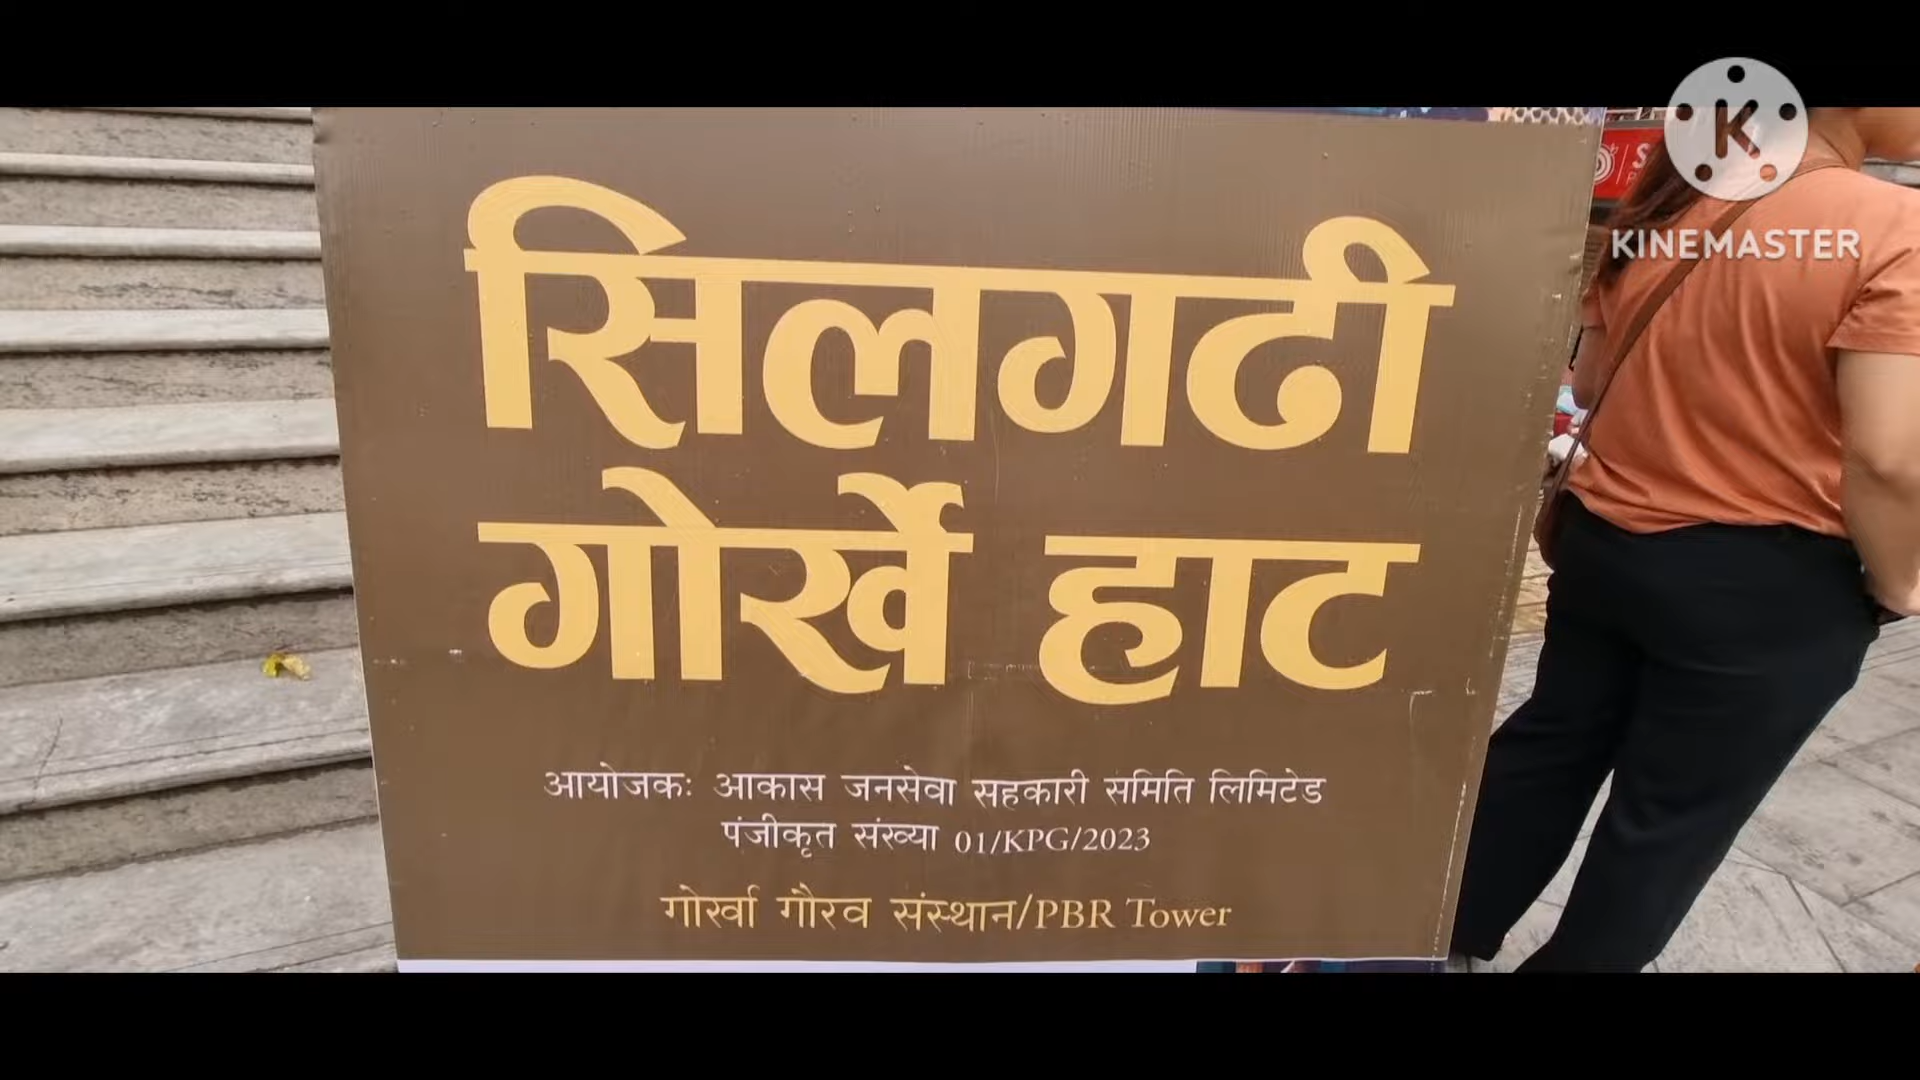 सिलगढी
गोर्खे हाट
आयोजकः आकास जनसेवा सहकारी समिति लिमिटेड
पंजीकृत संख्या 01/KPG/2023
गोर्खा गौरव संस्थान/PBR Tower
K
KINEMASTER